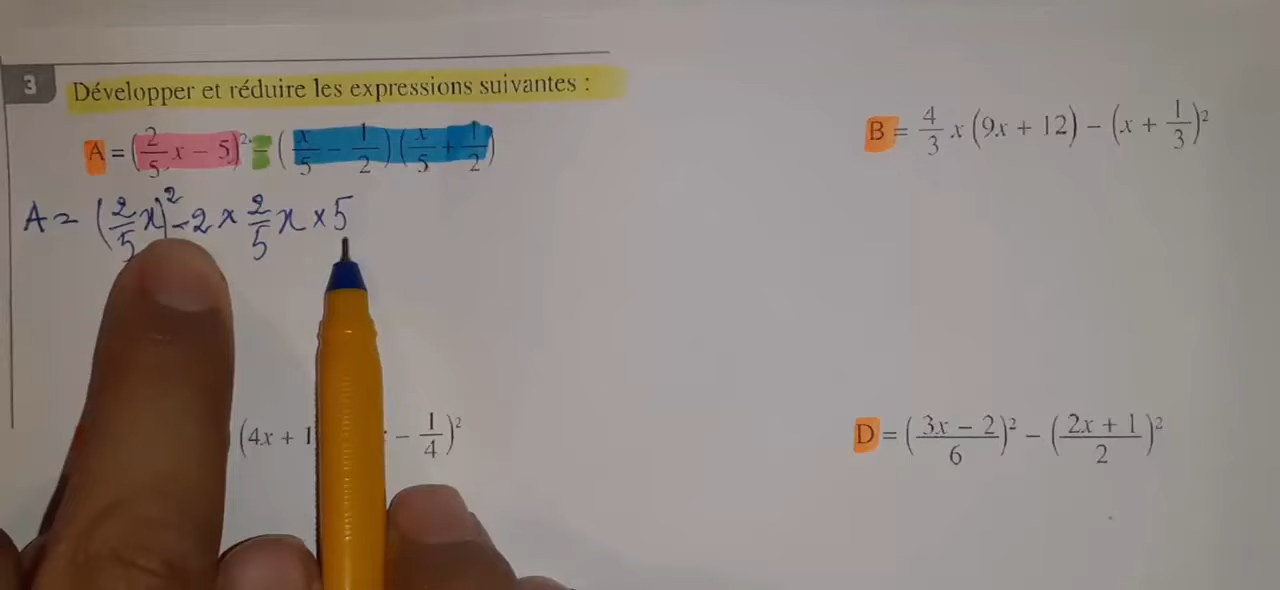 3 Développer et réduire les expressions suivantes :
A = (2/5 x − 5)² − (x/5 − 1/2)(x/5 + 1/2)
A = (2/5 x)² − 2 × 2/5 x × 5
(4x + 1 − 1/4)²
B = 4/3 x (9x + 12) − (x + 1/3)²
D = ((3x − 2)/6)² − ((2x + 1)/2)²